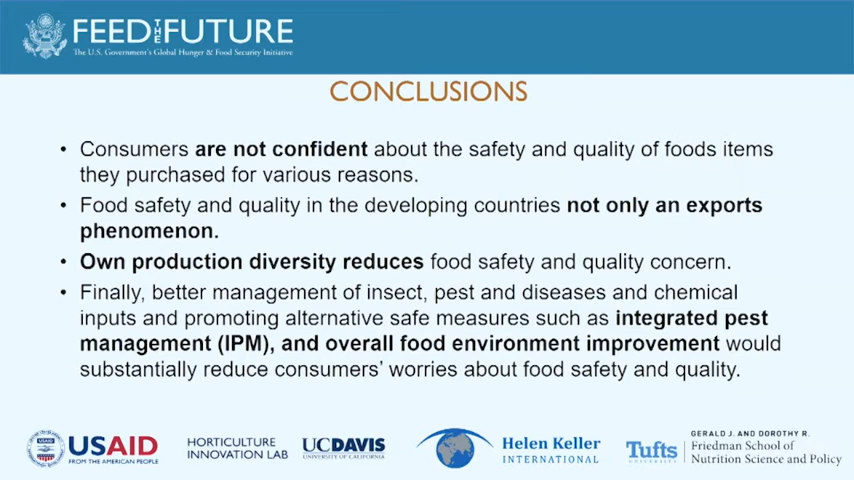 FEED THE FUTURE
The U.S. Government's Global Hunger & Food Security Initiative
CONCLUSIONS
• Consumers are not confident about the safety and quality of foods items
they purchased for various reasons.
• Food safety and quality in the developing countries not only an exports
phenomenon.
• Own production diversity reduces food safety and quality concern.
• Finally, better management of insect, pest and diseases and chemical
inputs and promoting alternative safe measures such as integrated pest
management (IPM), and overall food environment improvement would
substantially reduce consumers' worries about food safety and quality.
USAID
FROM THE AMERICAN PEOPLE
HORTICULTURE
INNOVATION LAB
UCDAVIS
UNIVERSITY OF CALIFORNIA
Helen Keller
INTERNATIONAL
Tufts
UNIVERSITY
GERALD J. AND DOROTHY R.
Friedman School of
Nutrition Science and Policy